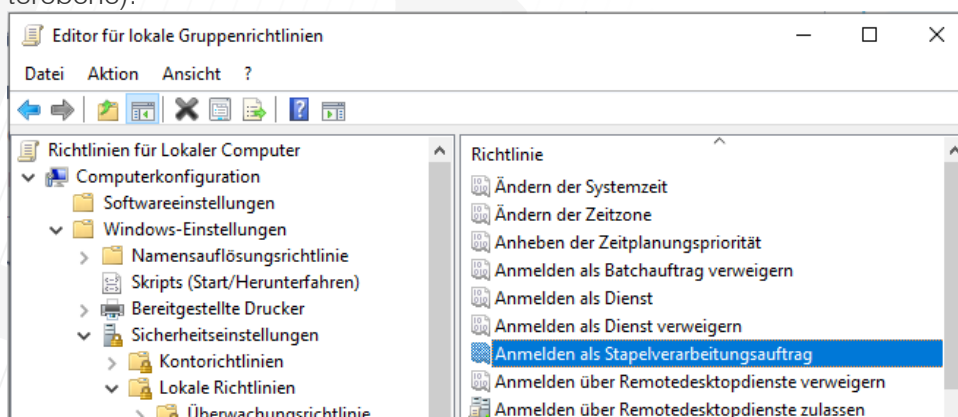 Editor für lokale Gruppenrichtlinien
Datei Aktion Ansicht ?
Richtlinien für Lokaler Computer
Computerkonfiguration
Softwareeinstellungen
Windows-Einstellungen
Namensauflösungsrichtlinie
Skripts (Start/Herunterfahren)
Bereitgestellte Drucker
Sicherheitseinstellungen
Kontorichtlinien
Lokale Richtlinien
Überwachungsrichtlinie
Richtlinie
Ändern der Systemzeit
Ändern der Zeitzone
Anheben der Zeitplanungspriorität
Anmelden als Batchauftrag verweigern
Anmelden als Dienst
Anmelden als Dienst verweigern
Anmelden als Stapelverarbeitungsauftrag
Anmelden über Remotedesktopdienste verweigern
Anmelden über Remotedesktopdienste zulassen